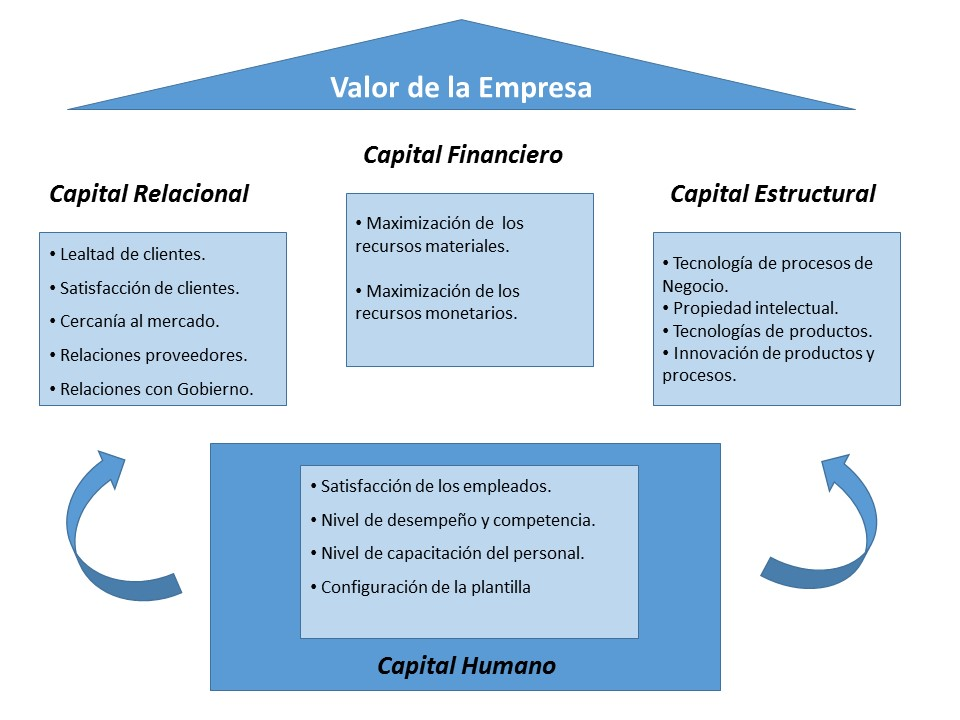 Valor de la Empresa
Capital Financiero
Capital Relacional
Capital Estructural
• Lealtad de clientes.
• Satisfacción de clientes.
• Cercanía al mercado.
• Relaciones proveedores.
• Relaciones con Gobierno.
• Maximización de los
recursos materiales.
• Maximización de los
recursos monetarios.
• Tecnología de procesos de
Negocio.
• Propiedad intelectual.
• Tecnologías de productos.
• Innovación de productos y
procesos.
• Satisfacción de los empleados.
• Nivel de desempeño y competencia.
• Nivel de capacitación del personal.
• Configuración de la plantilla
Capital Humano